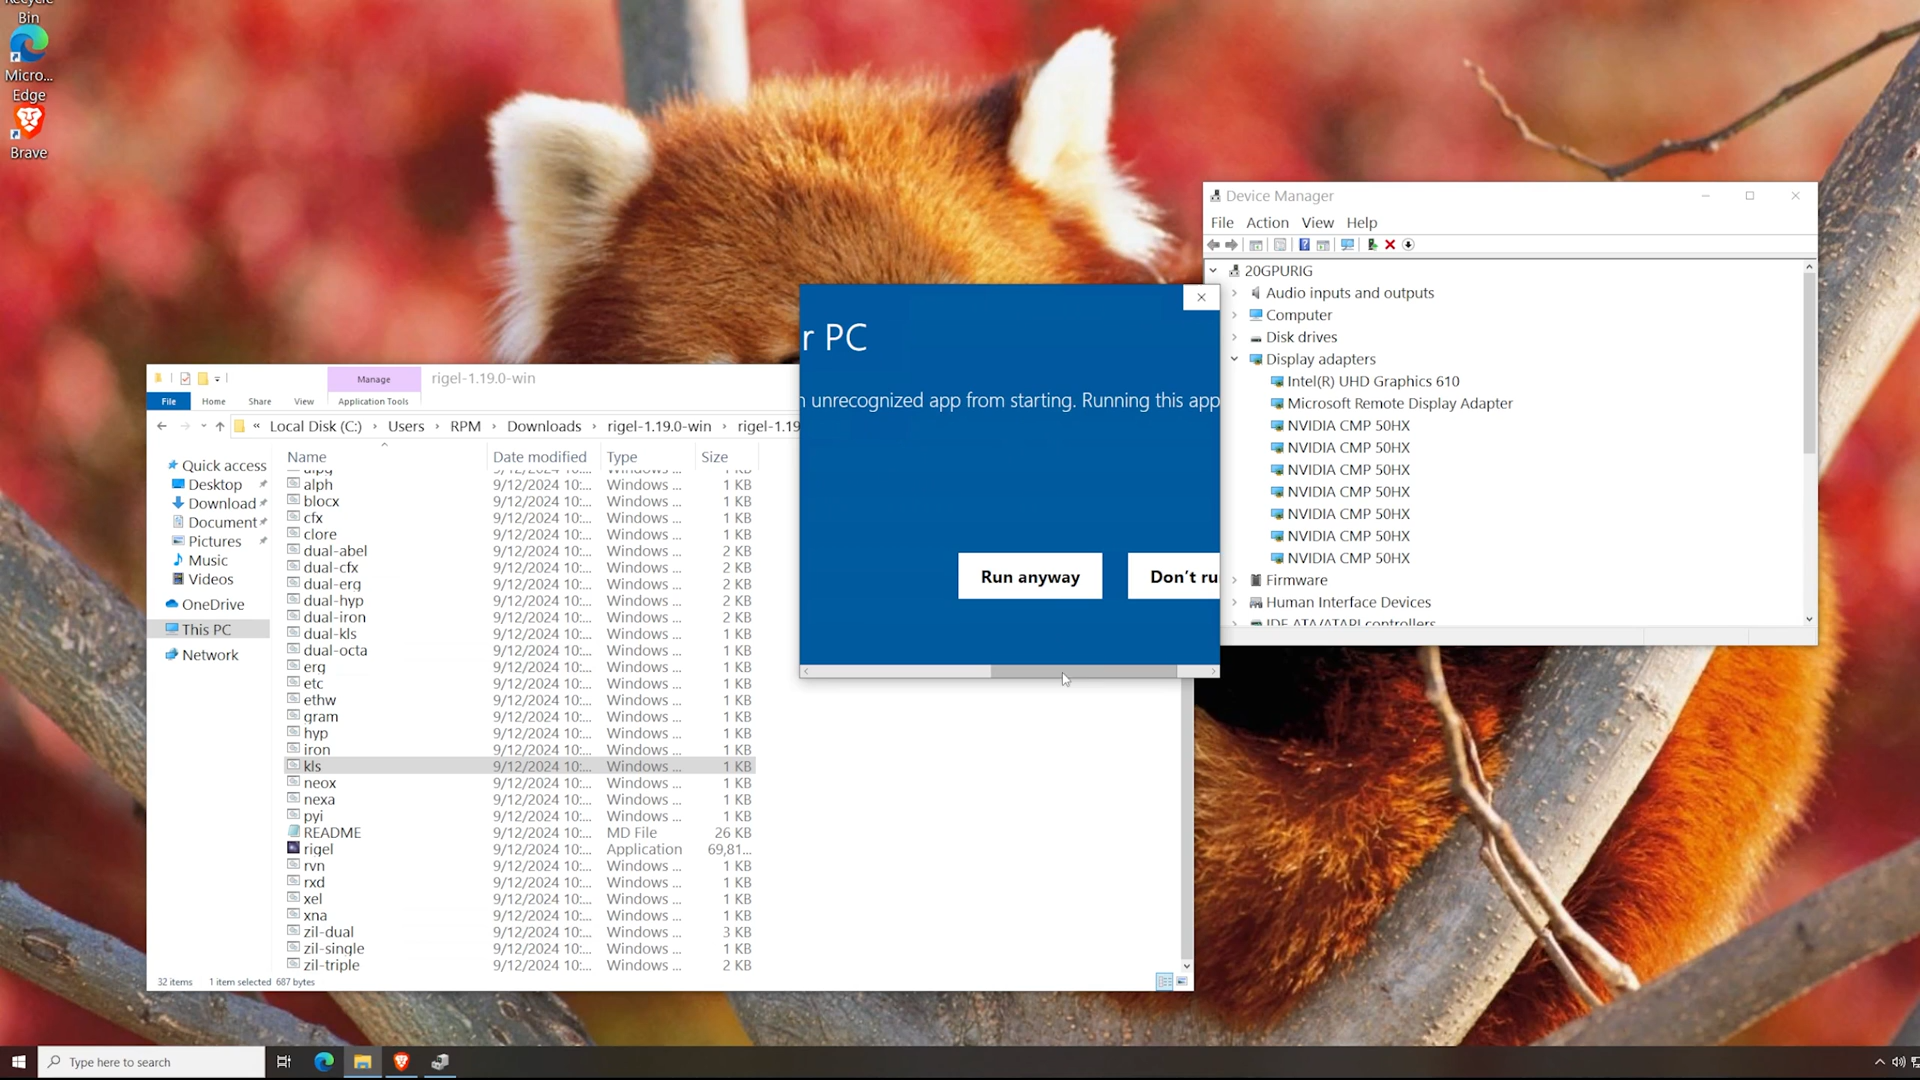 Recycle
Bin
Micro...
Edge
Brave
Manage
rigel-1.19.0-win
File
Home
Share
View
Application Tools
« Local Disk (C:) › Users › RPM › Downloads › rigel-1.19.0-win › rigel-1.19
Name
Date modified
Type
Size
Quick access
Desktop
Download
Document
Pictures
Music
Videos
OneDrive
This PC
Network
alph 9/12/2024 10:... Windows ... 1 KB
blocx 9/12/2024 10:... Windows ... 1 KB
cfx 9/12/2024 10:... Windows ... 1 KB
clore 9/12/2024 10:... Windows ... 1 KB
dual-abel 9/12/2024 10:... Windows ... 2 KB
dual-cfx 9/12/2024 10:... Windows ... 2 KB
dual-erg 9/12/2024 10:... Windows ... 2 KB
dual-hyp 9/12/2024 10:... Windows ... 2 KB
dual-iron 9/12/2024 10:... Windows ... 2 KB
dual-kls 9/12/2024 10:... Windows ... 1 KB
dual-octa 9/12/2024 10:... Windows ... 2 KB
erg 9/12/2024 10:... Windows ... 1 KB
etc 9/12/2024 10:... Windows ... 1 KB
ethw 9/12/2024 10:... Windows ... 1 KB
gram 9/12/2024 10:... Windows ... 1 KB
hyp 9/12/2024 10:... Windows ... 1 KB
iron 9/12/2024 10:... Windows ... 1 KB
kls 9/12/2024 10:... Windows ... 1 KB
neox 9/12/2024 10:... Windows ... 1 KB
nexa 9/12/2024 10:... Windows ... 1 KB
pyi 9/12/2024 10:... Windows ... 1 KB
README 9/12/2024 10:... MD File 26 KB
rigel 9/12/2024 10:... Application 69,81...
rvn 9/12/2024 10:... Windows ... 1 KB
rxd 9/12/2024 10:... Windows ... 1 KB
xel 9/12/2024 10:... Windows ... 1 KB
xna 9/12/2024 10:... Windows ... 1 KB
zil-dual 9/12/2024 10:... Windows ... 3 KB
zil-single 9/12/2024 10:... Windows ... 1 KB
zil-triple 9/12/2024 10:... Windows ... 2 KB
32 items 1 item selected 687 bytes
r PC
unrecognized app from starting. Running this app
Run anyway
Don't ru
Device Manager
File Action View Help
20GPURIG
Audio inputs and outputs
Computer
Disk drives
Display adapters
Intel(R) UHD Graphics 610
Microsoft Remote Display Adapter
NVIDIA CMP 50HX
NVIDIA CMP 50HX
NVIDIA CMP 50HX
NVIDIA CMP 50HX
NVIDIA CMP 50HX
NVIDIA CMP 50HX
NVIDIA CMP 50HX
Firmware
Human Interface Devices
IDE ATA/ATAPI controllers
Type here to search